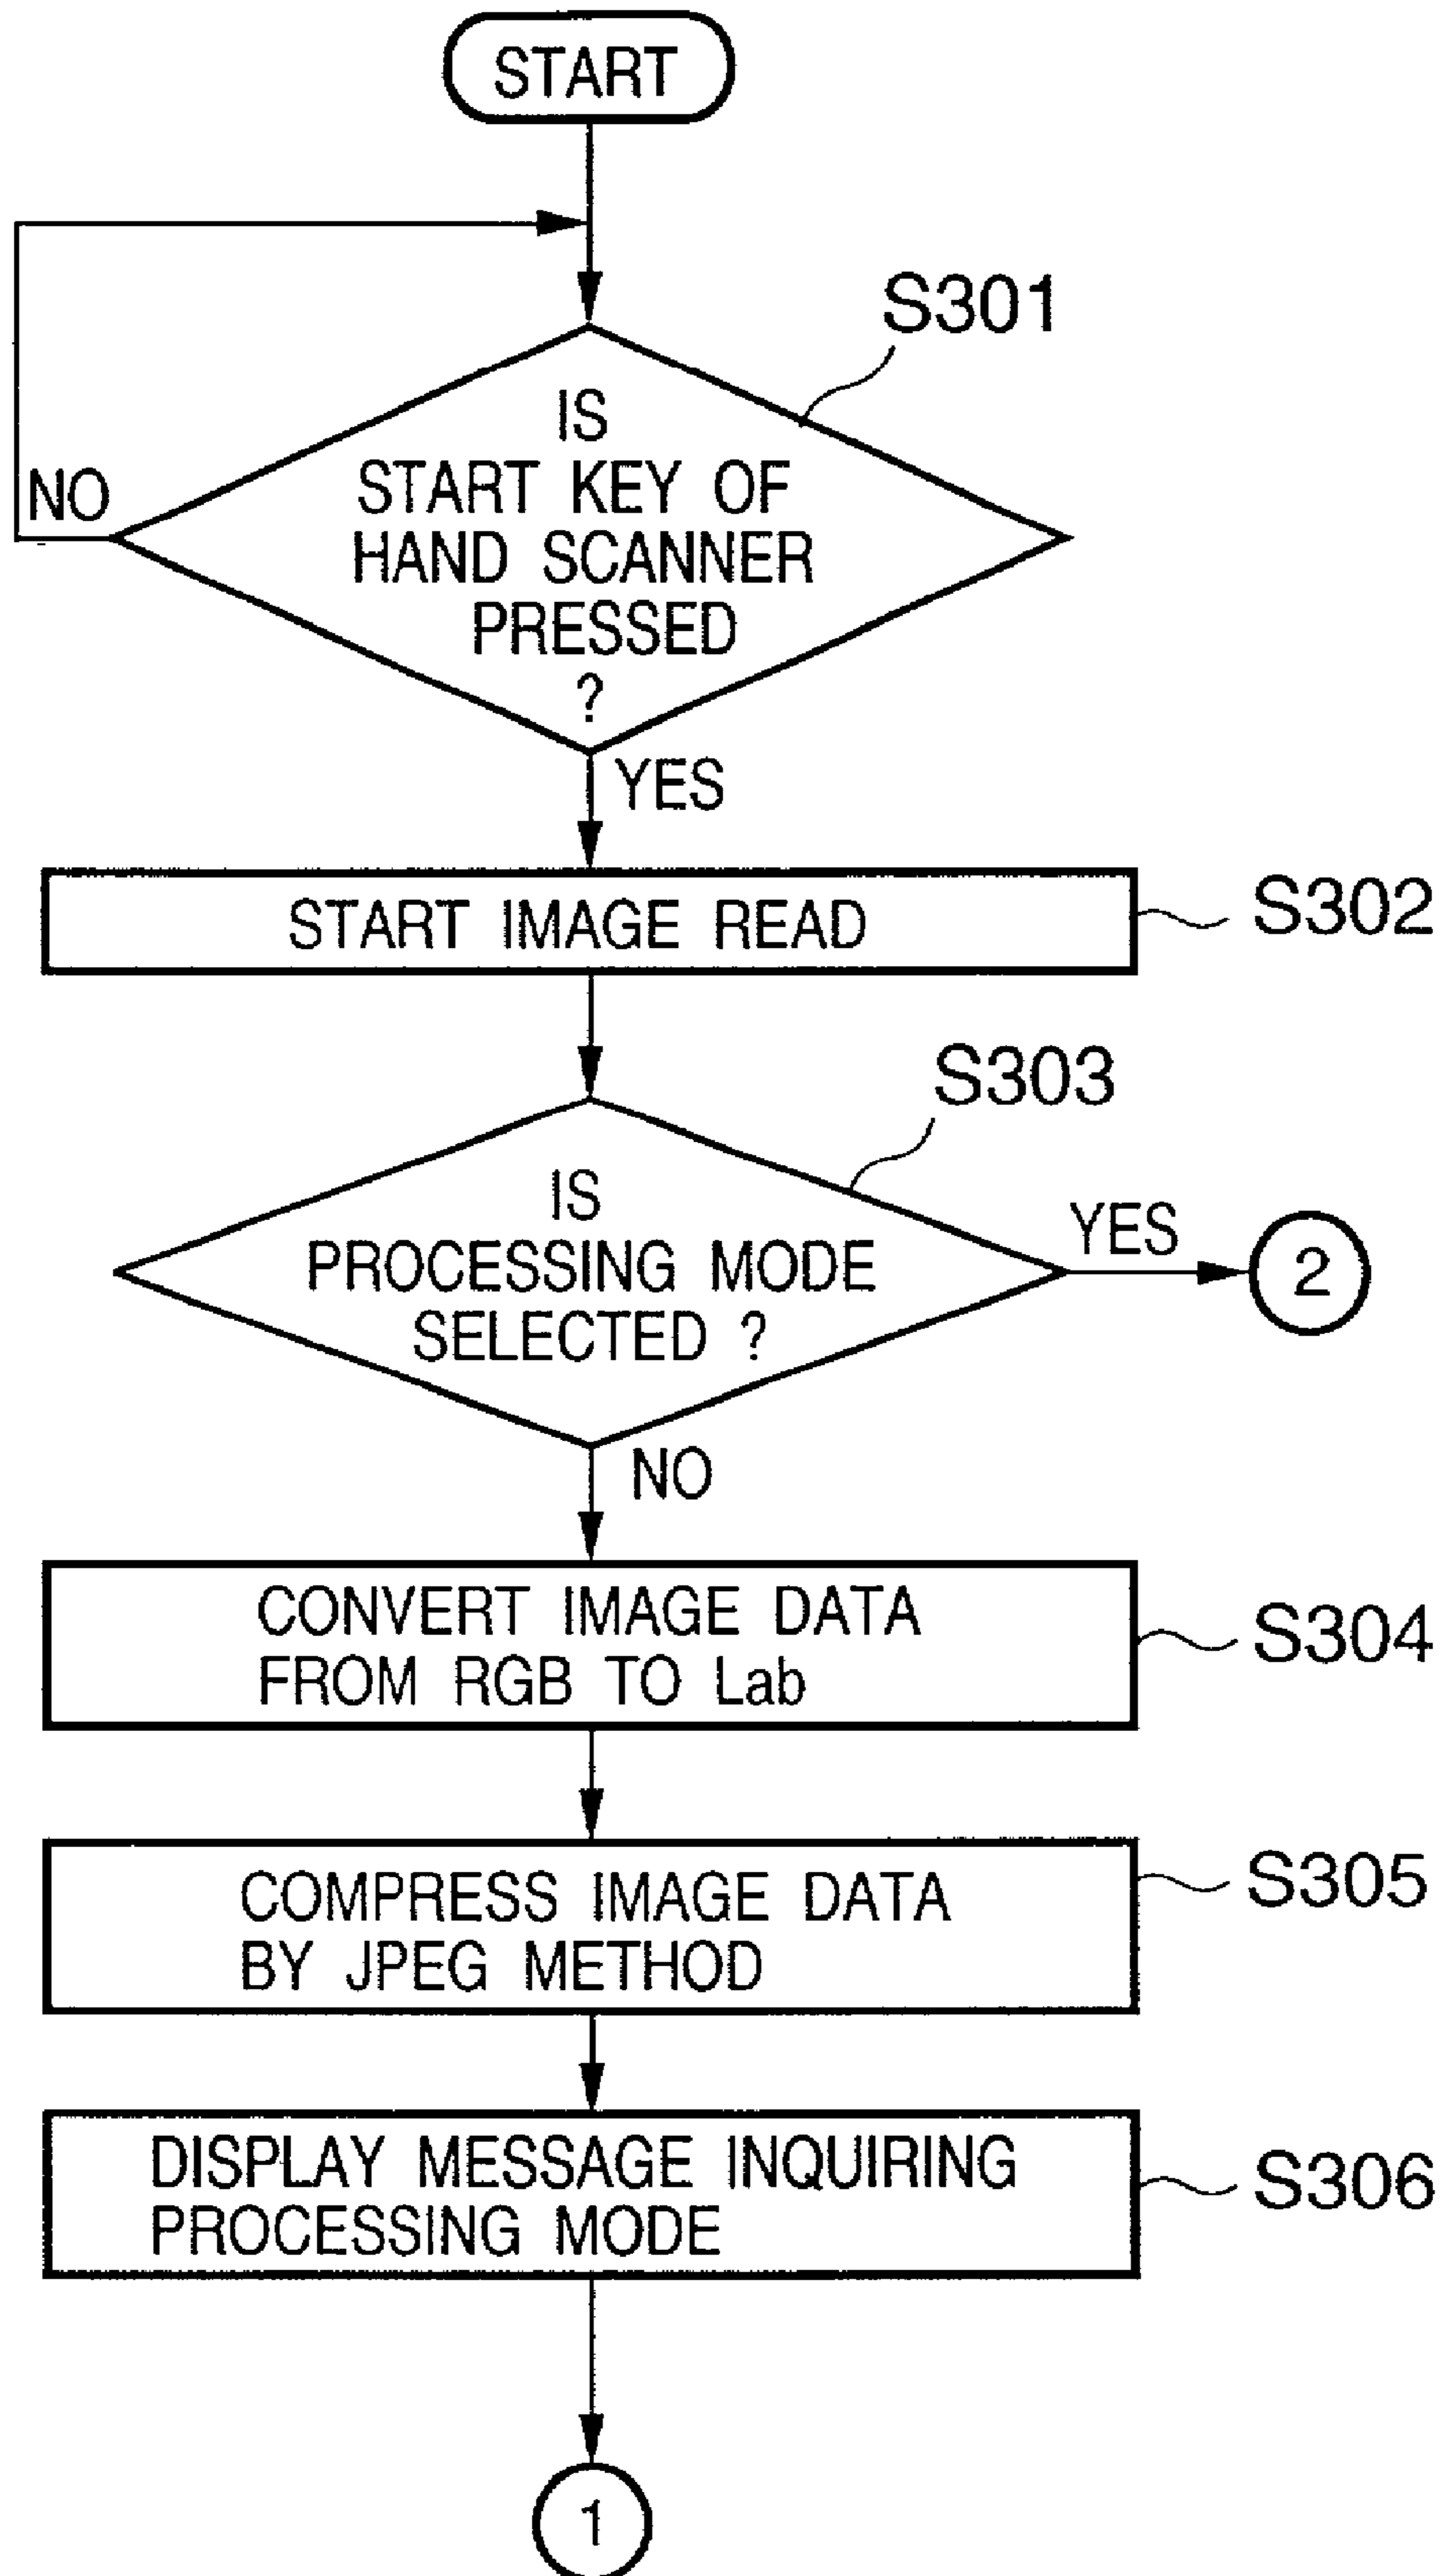 START
S301
IS
START KEY OF
HAND SCANNER
PRESSED
?
NO
YES
START IMAGE READ
S302
S303
IS
PROCESSING MODE
SELECTED ?
YES
2
NO
CONVERT IMAGE DATA
FROM RGB TO Lab
S304
COMPRESS IMAGE DATA
BY JPEG METHOD
S305
DISPLAY MESSAGE INQUIRING
PROCESSING MODE
S306
1